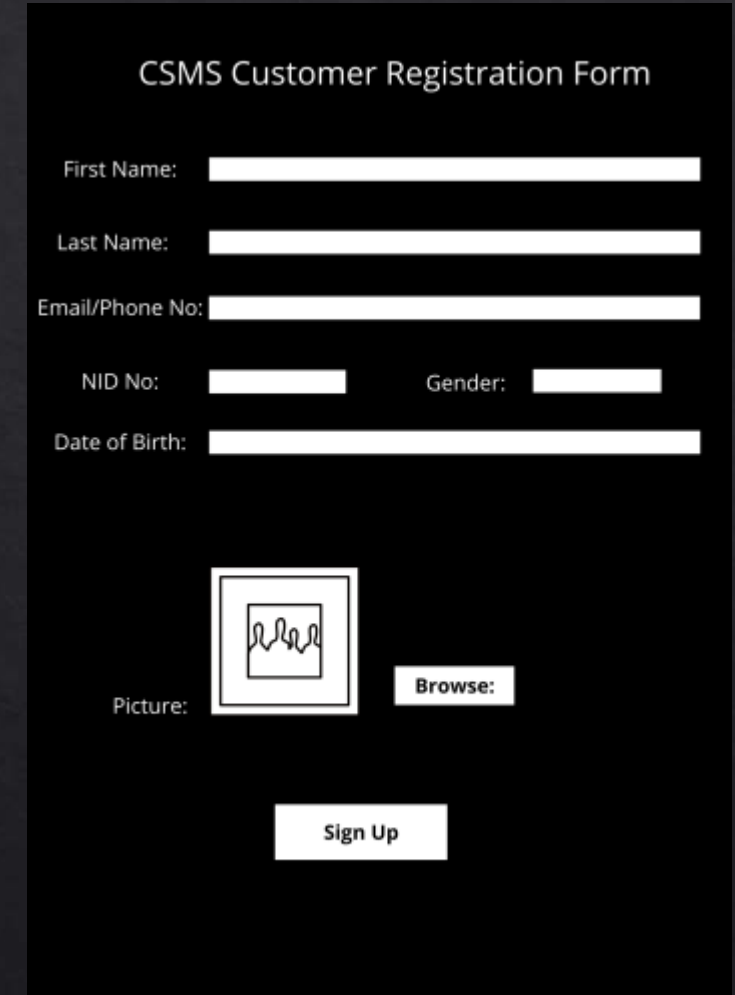 CSMS Customer Registration Form
First Name:
Last Name:
Email/Phone No:
NID No: Gender:
Date of Birth:
Picture: Browse:
Sign Up